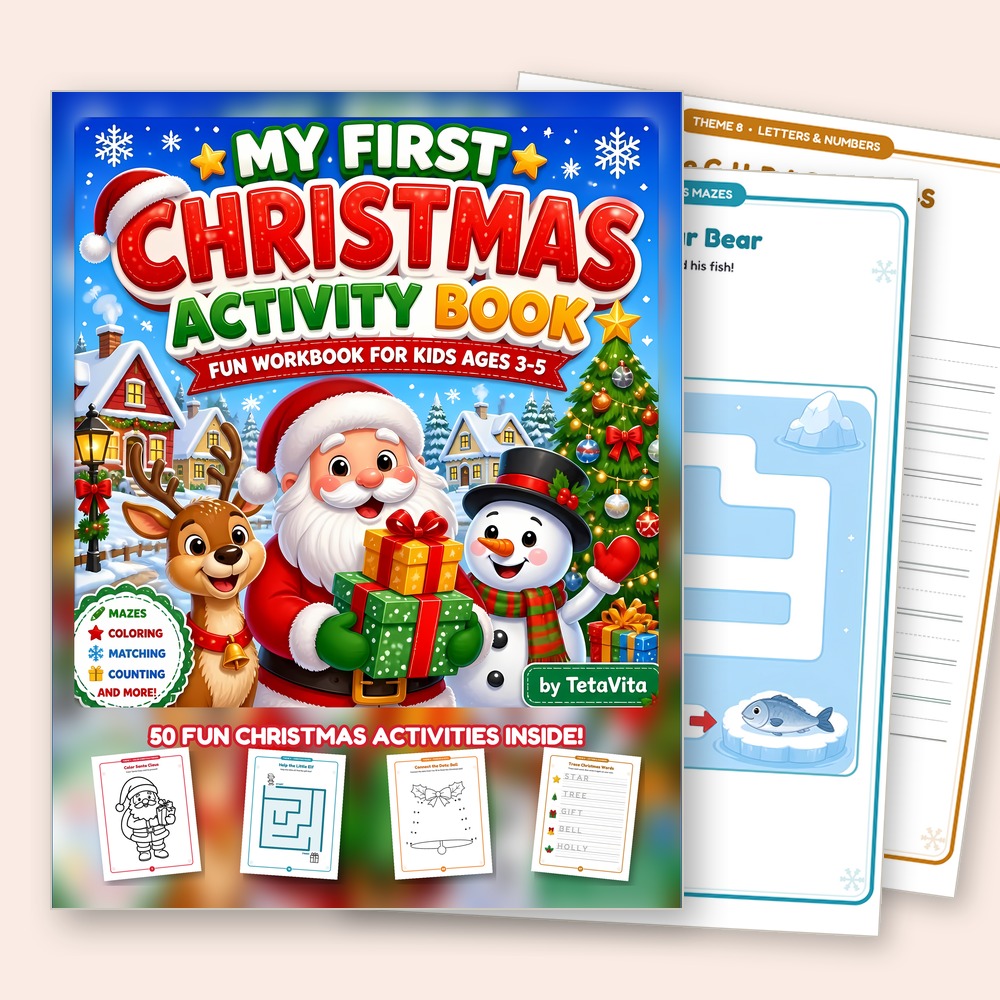 MY FIRST
CHRISTMAS
ACTIVITY BOOK
FUN WORKBOOK FOR KIDS AGES 3-5
MAZES
COLORING
MATCHING
COUNTING
AND MORE!
by TetaVita
50 FUN CHRISTMAS ACTIVITIES INSIDE!
Color Santa Claus
Help the Little Elf
Connect the Dots: Bell
Trace Christmas Words
STAR
TREE
GIFT
BELL
HOLLY
MAZES
Bear
his fish!
THEME 8 • LETTERS & NUMBERS